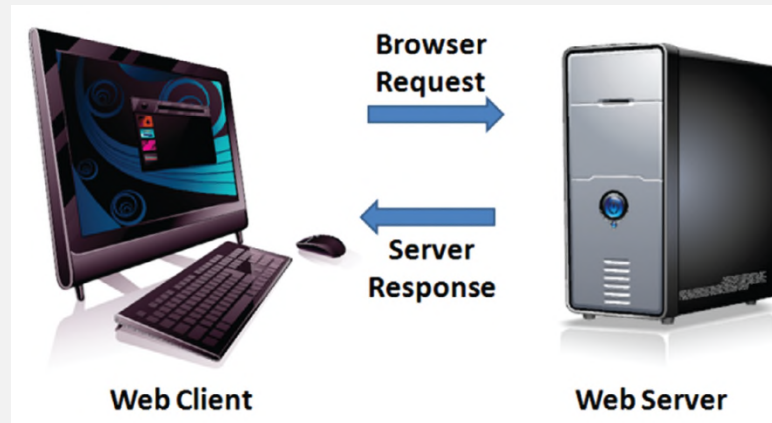 Browser
Request
Server
Response
Web Client
Web Server